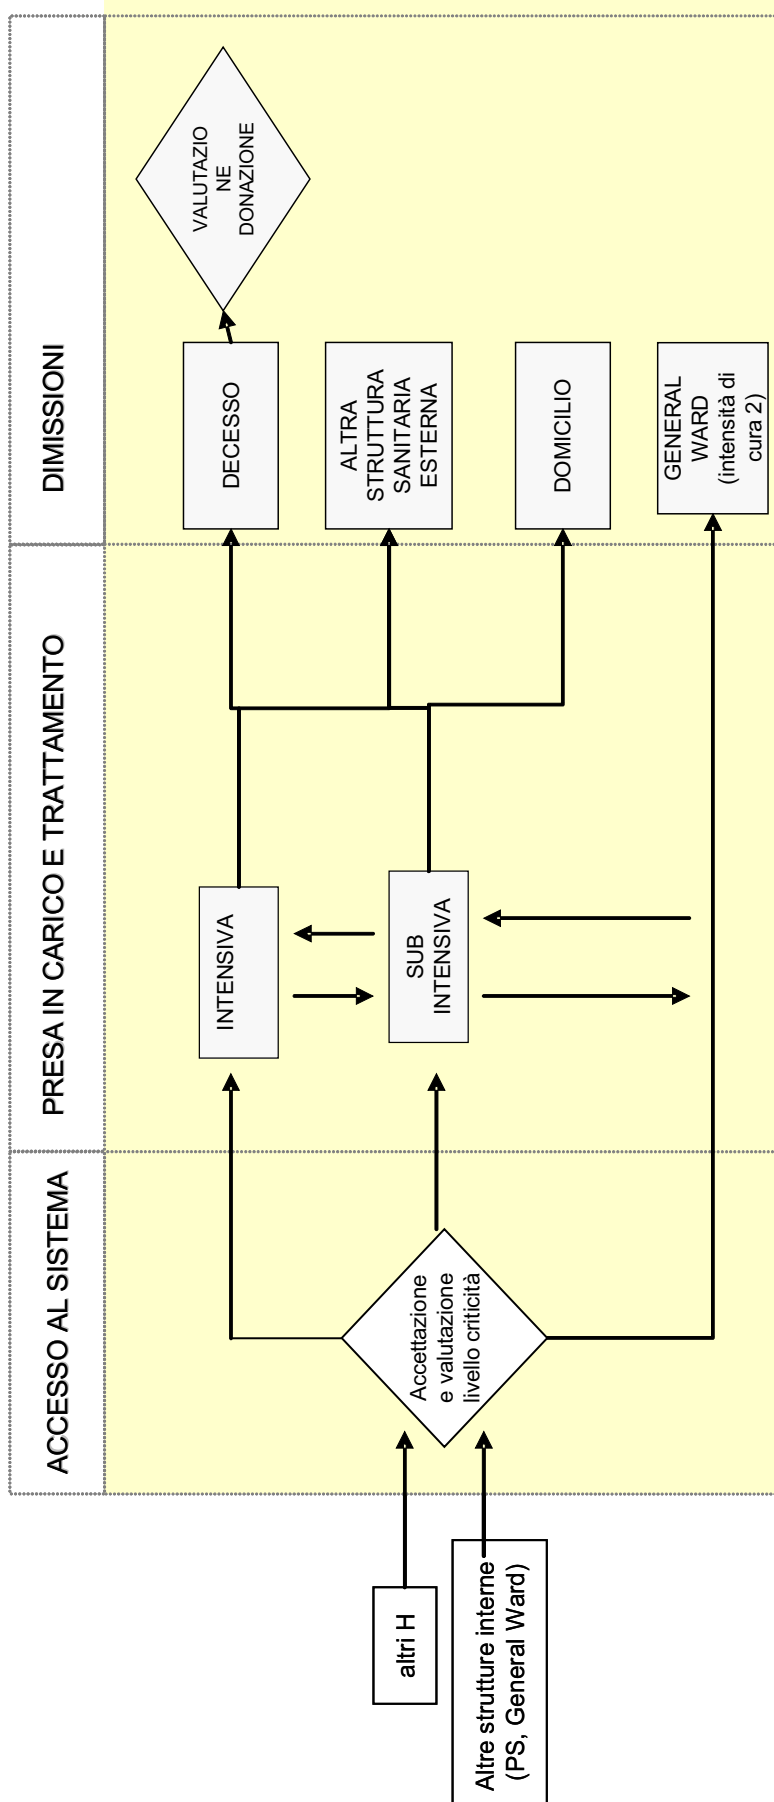 ACCESSO AL SISTEMA
PRESA IN CARICO E TRATTAMENTO
DIMISSIONI
altri H
Altre strutture interne
(PS, General Ward)
Accettazione
e valutazione
livello criticità
INTENSIVA
SUB
INTENSIVA
DECESSO
VALUTAZIO
NE
DONAZIONE
ALTRA
STRUTTURA
SANITARIA
ESTERNA
DOMICILIO
GENERAL
WARD
(intensità di
cura 2)